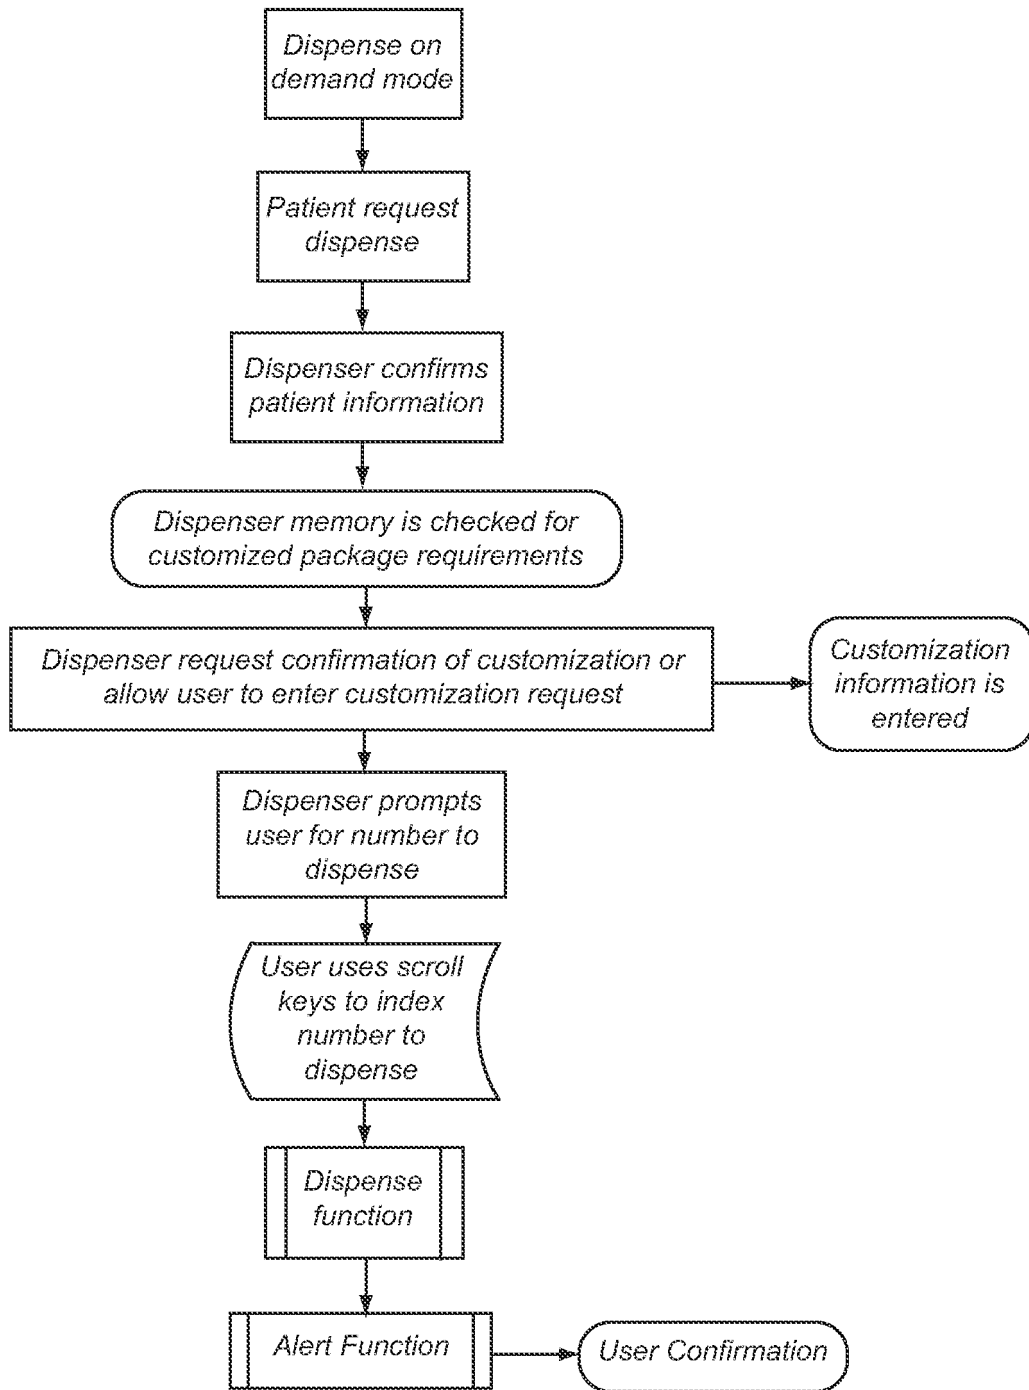 Dispense on
demand mode
Patient request
dispense
Dispenser confirms
patient information
Dispenser memory is checked for
customized package requirements
Dispenser request confirmation of customization or
allow user to enter customization request
Customization
information is
entered
Dispenser prompts
user for number to
dispense
User uses scroll
keys to index
number to
dispense
Dispense
function
Alert Function
User Confirmation